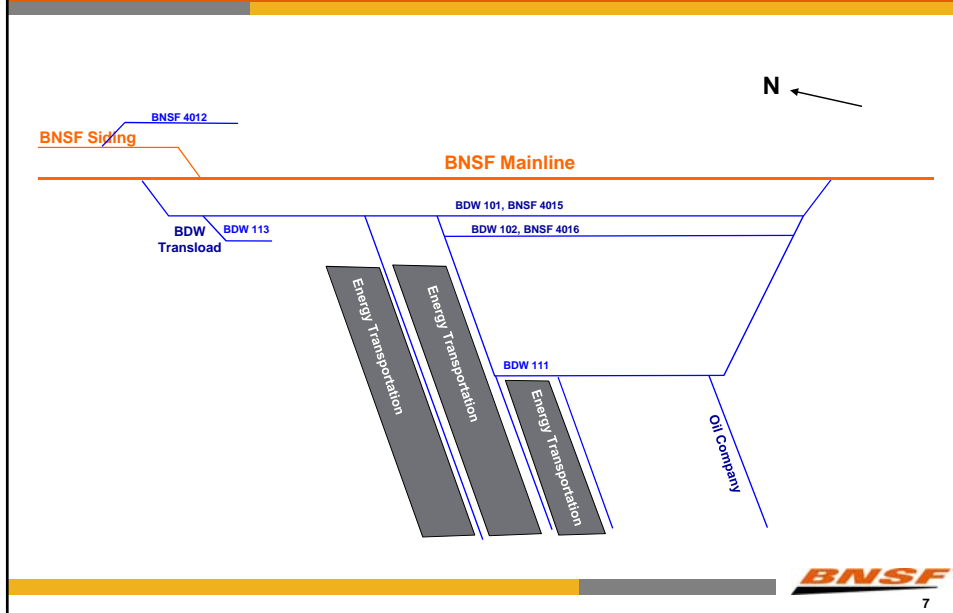 N
BNSF 4012
BNSF Siding
BNSF Mainline
BDW 101, BNSF 4015
BDW
Transload
BDW 113
BDW 102, BNSF 4016
Energy Transportation
Energy Transportation
BDW 111
Energy Transportation
Oil Company
BNSF
7